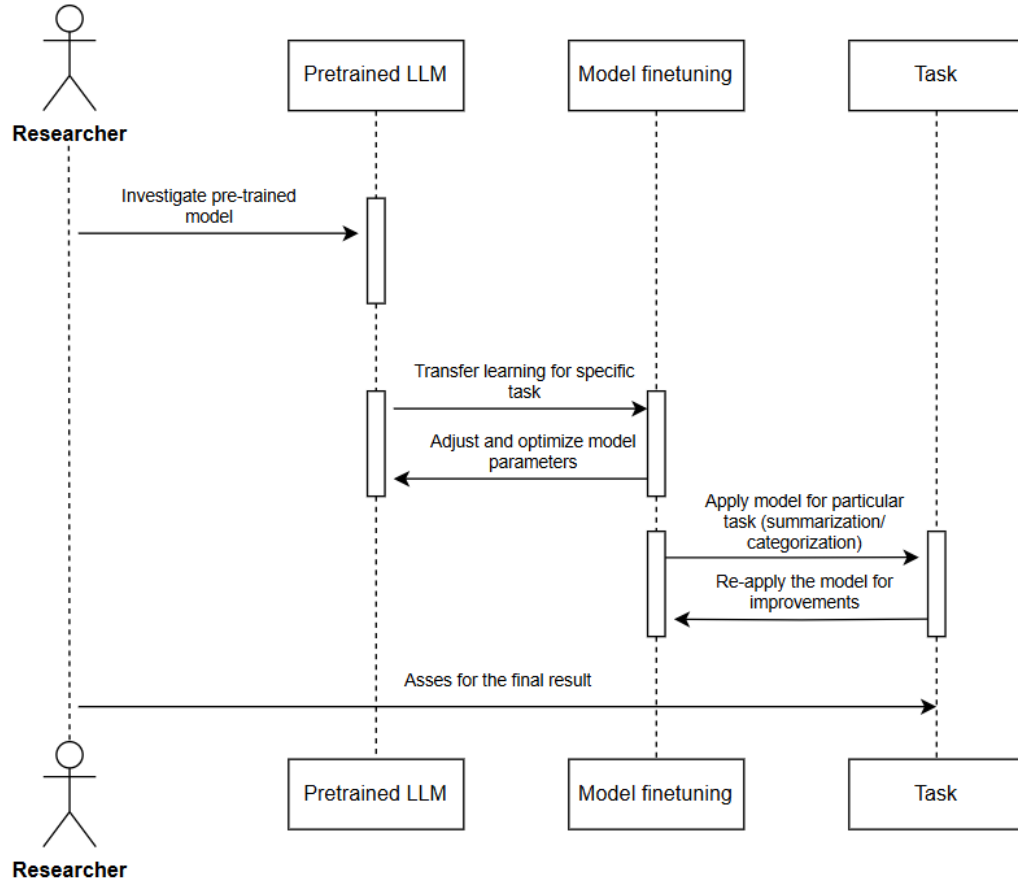 Pretrained LLM
Model finetuning
Task
Researcher
Investigate pre-trained
model
Transfer learning for specific
task
Adjust and optimize model
parameters
Apply model for particular
task (summarization/
categorization)
Re-apply the model for
improvements
Asses for the final result
Pretrained LLM
Model finetuning
Task
Researcher